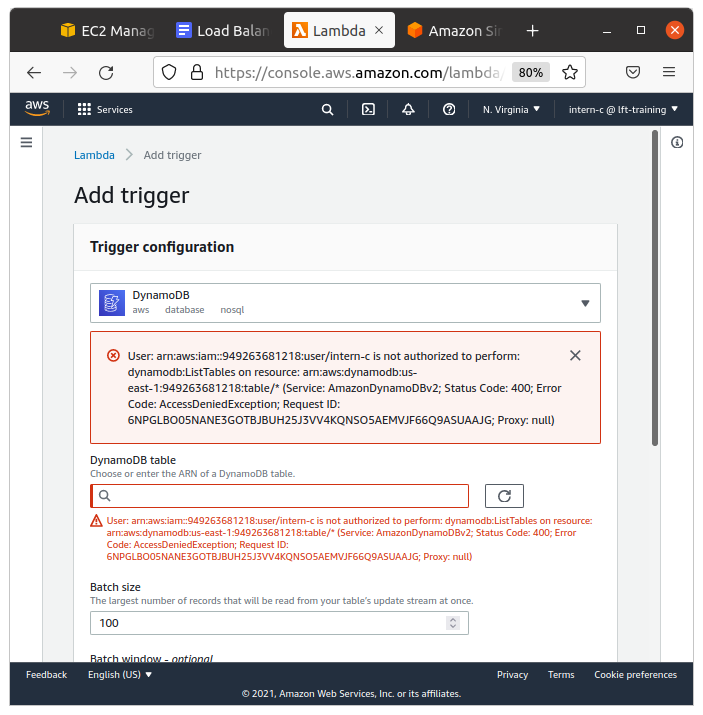 EC2 Manag
Load Balan
Lambda
Amazon Sim
https://console.aws.amazon.com/lambda/
80%
aws
Services
N. Virginia
intern-c @ lft-training
Lambda
Add trigger
Add trigger
Trigger configuration
DynamoDB
aws database nosql
User: arn:aws:iam::949263681218:user/intern-c is not authorized to perform:
dynamodb:ListTables on resource: arn:aws:dynamodb:us-
east-1:949263681218:table/* (Service: AmazonDynamoDBv2; Status Code: 400; Error
Code: AccessDeniedException; Request ID:
6NPGLBO05NANE3GOTBJBUH25J3VV4KQNSO5AEMVJF66Q9ASUAAJG; Proxy: null)
DynamoDB table
Choose or enter the ARN of a DynamoDB table.
User: arn:aws:iam::949263681218:user/intern-c is not authorized to perform: dynamodb:ListTables on resource:
arn:aws:dynamodb:us-east-1:949263681218:table/* (Service: AmazonDynamoDBv2; Status Code: 400; Error
Code: AccessDeniedException; Request ID:
6NPGLBO05NANE3GOTBJBUH25J3VV4KQNSO5AEMVJF66Q9ASUAAJG; Proxy: null)
Batch size
The largest number of records that will be read from your table's update stream at once.
100
Batch window - optional
Feedback
English (US)
Privacy
Terms
Cookie preferences
© 2021, Amazon Web Services, Inc. or its affiliates.